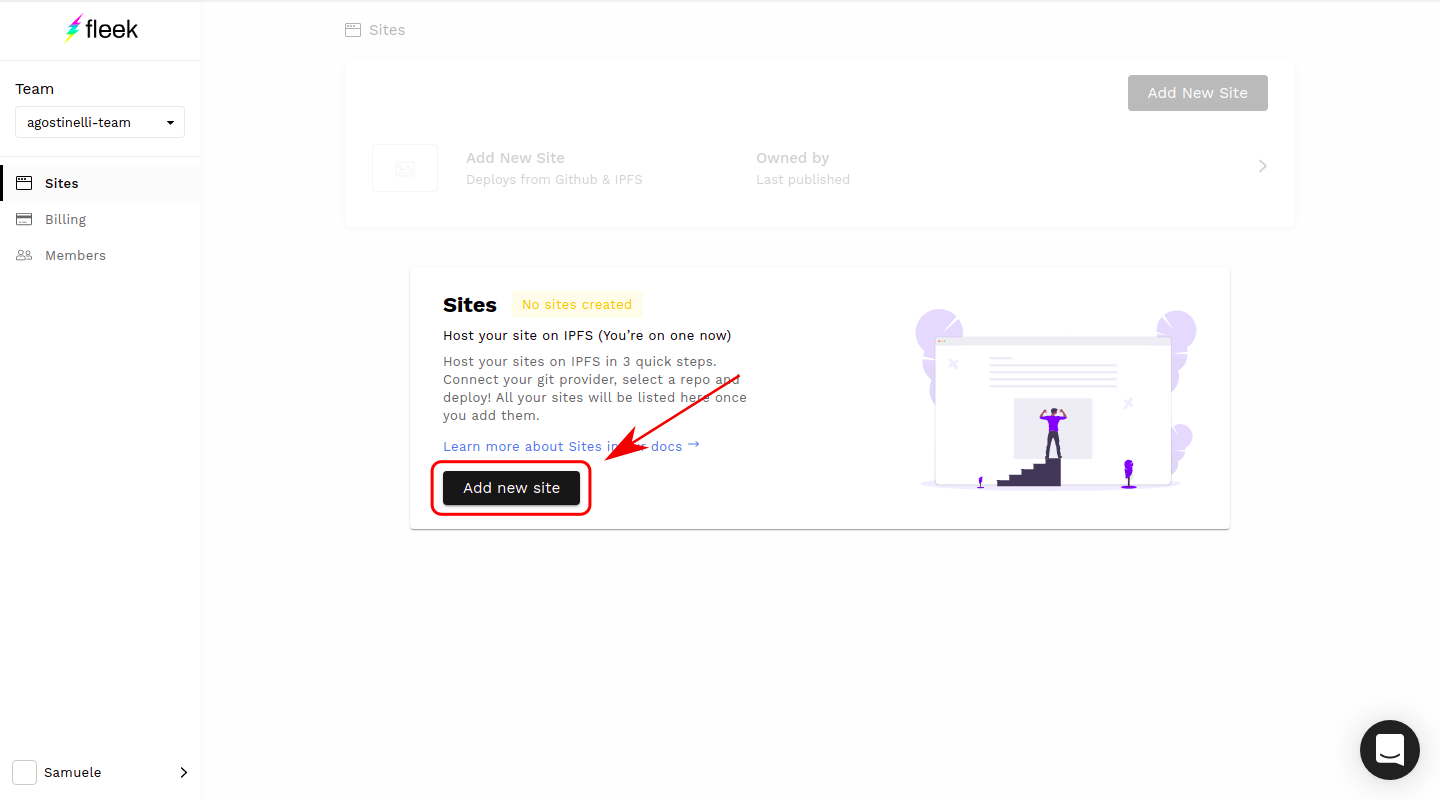 fleek
Team
agostinelli-team
Sites
Billing
Members
Samuele
Sites
Add New Site
Add New Site
Owned by
Deploys from Github & IPFS
Last published
Sites
No sites created
Host your site on IPFS (You’re on one now)
Host your sites on IPFS in 3 quick steps.
Connect your git provider, select a repo and
deploy! All your sites will be listed here once
you add them.
Learn more about Sites in our docs →
Add new site